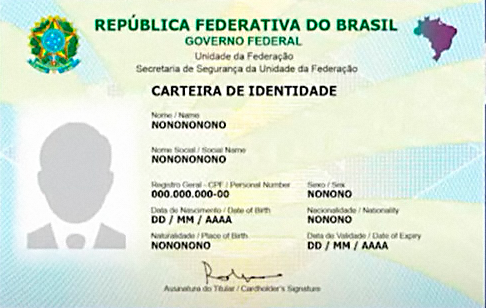 REPÚBLICA FEDERATIVA DO BRASIL
GOVERNO FEDERAL
Unidade da Federação
Secretaria de Segurança da Unidade da Federação
CARTEIRA DE IDENTIDADE
Nome / Name
NONONONONO
Nome Social / Social Name
NONONONONO
Registro Geral - CPF / Personal Number Sexo / Sex
000.000.000-00 NONONO
Data de Nascimento / Date of Birth Nacionalidade / Nationality
DD / MM / AAAA NONONO
Naturalidade / Place of Birth Data de Validade / Date of Expiry
NONONONO DD / MM / AAAA
Assinatura do Titular / Cardholder's Signature